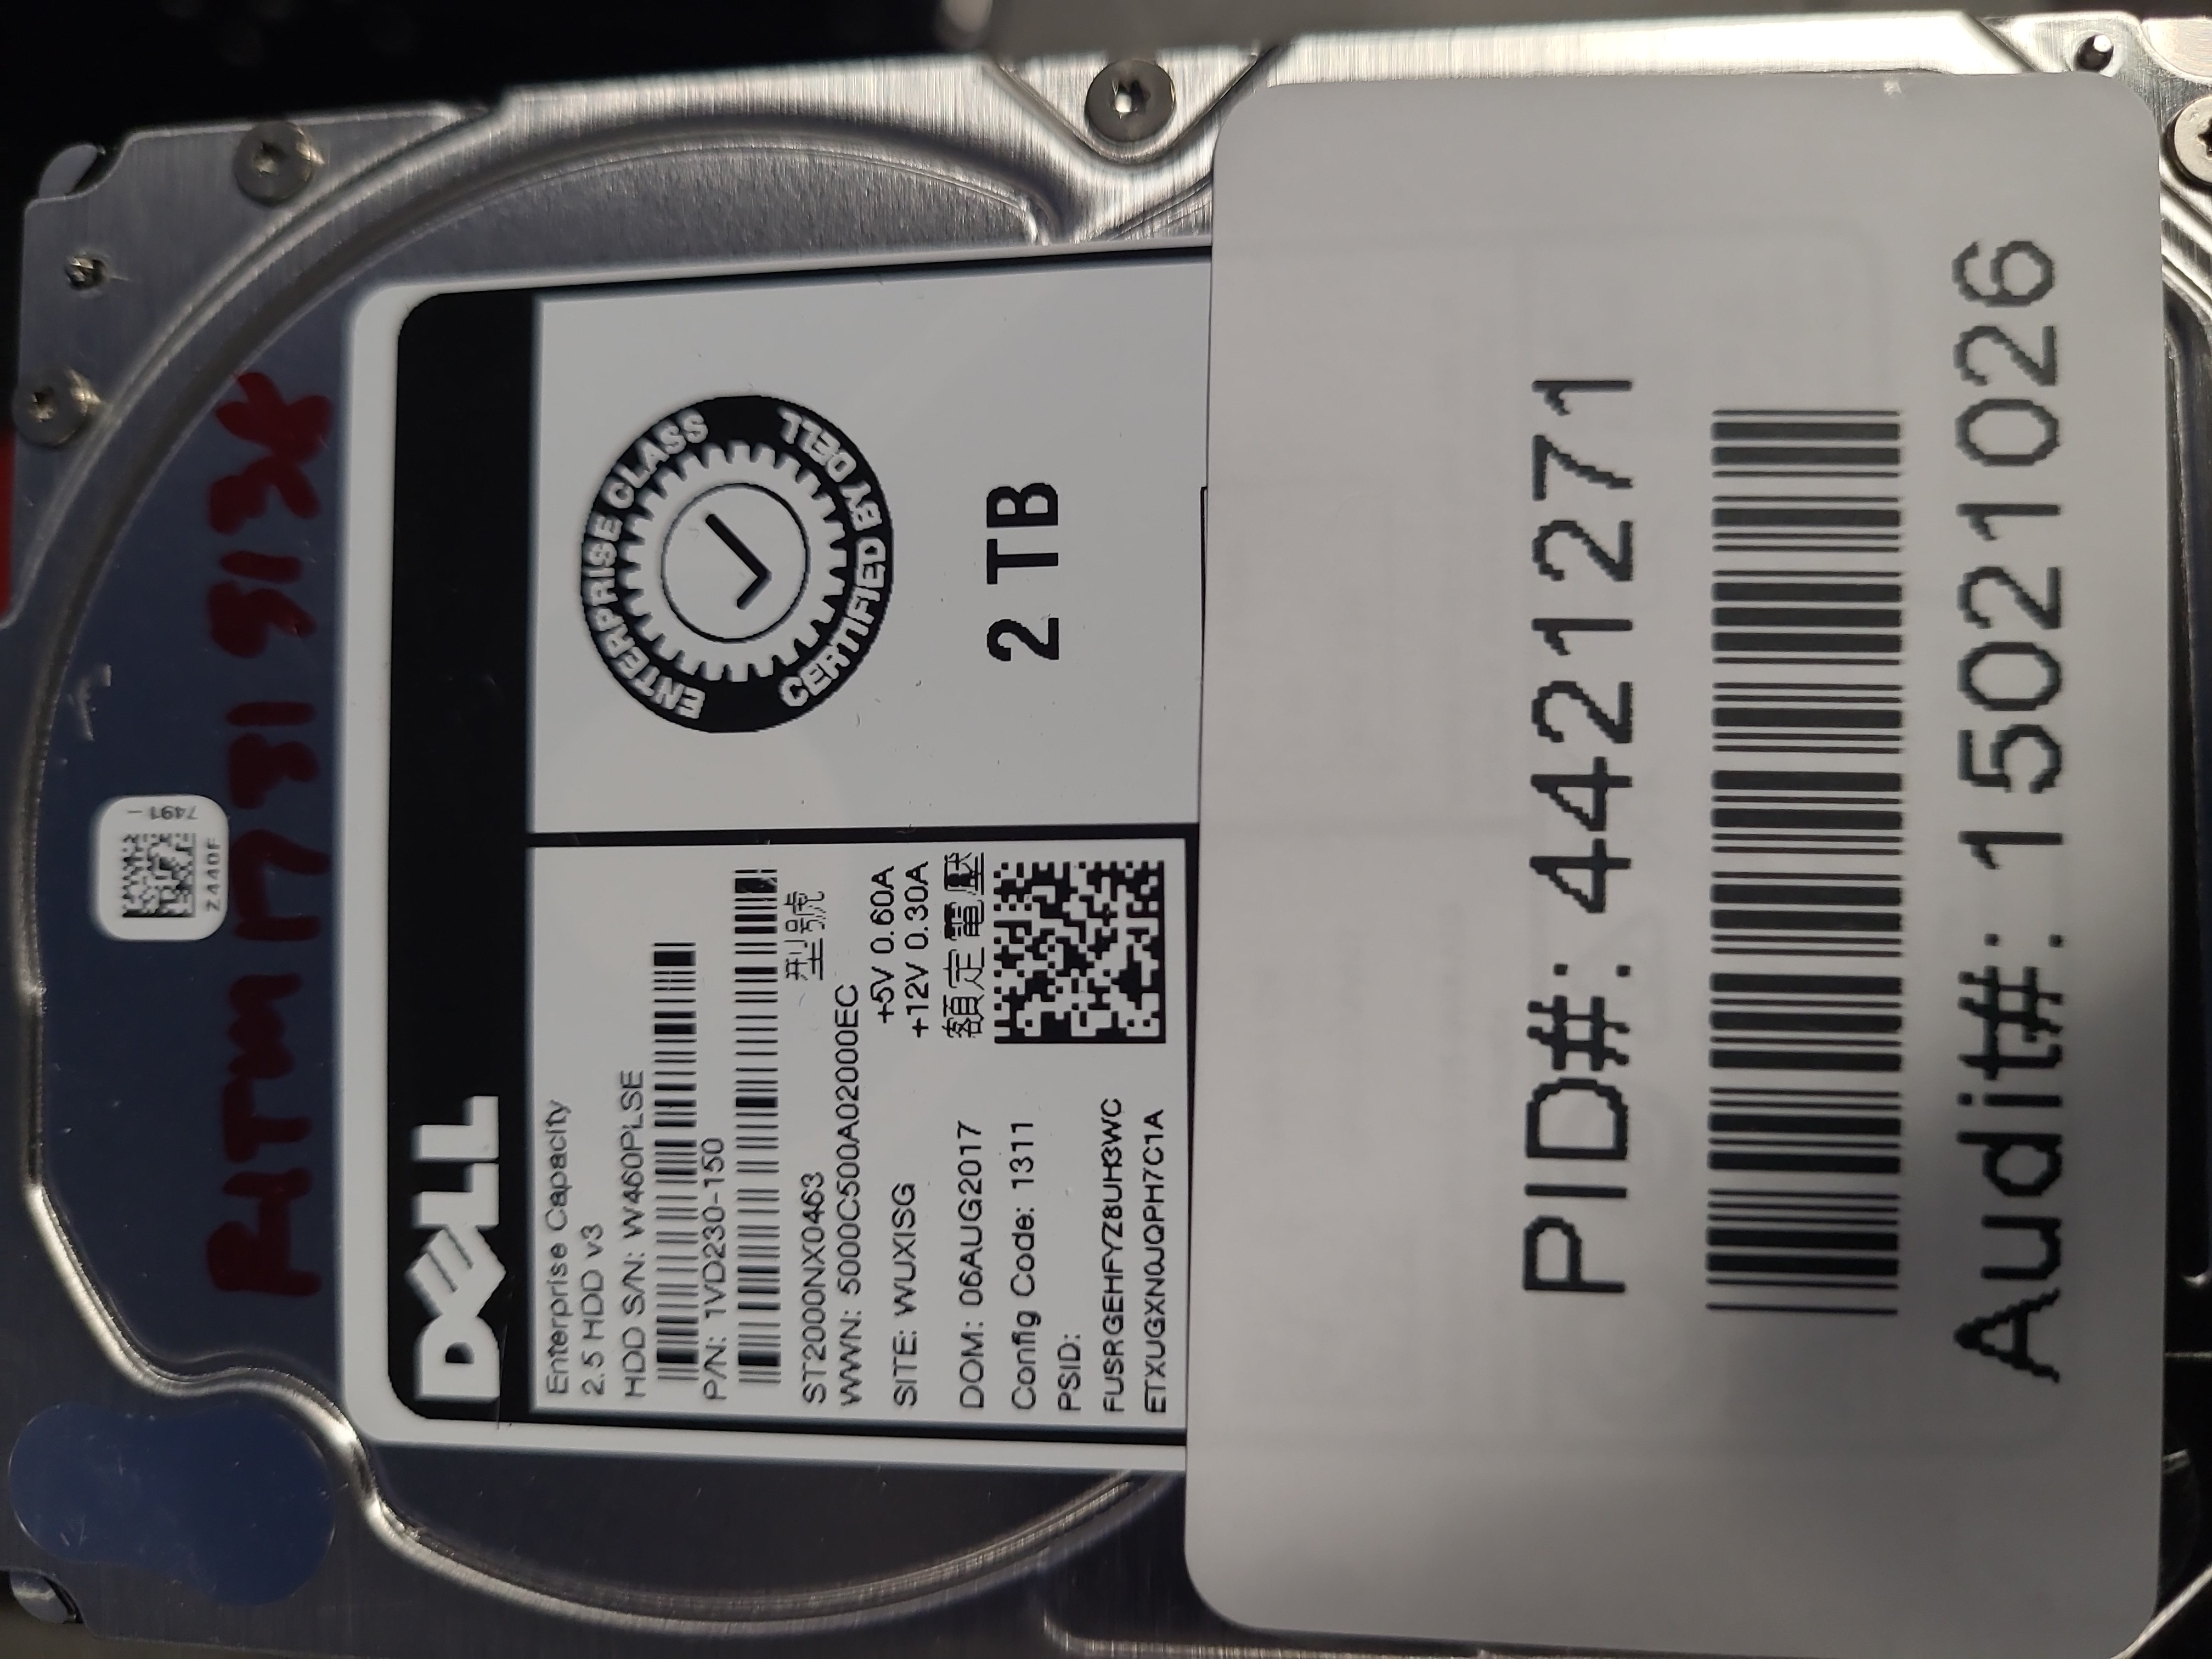 7491-
Z440F
RITM17313138
DELL
Enterprise Capacity
2.5 HDD v3
HDD S/N: W460PLSE
P/N: 1VD230-150
ST2000NX0463 型號
WWN: 5000C500A02000EC
+5V 0.60A
SITE: WUXISG
+12V 0.30A
DOM: 06AUG2017
額定電壓
Config Code: 1311
PSID:
FUSRGEHFYZ8UH3WC
ETXUGXN0JQPH7C1A
ENTERPRISE CLASS
CERTIFIED BY DELL
2 TB
PID#: 4421271
Audit#: 15021026